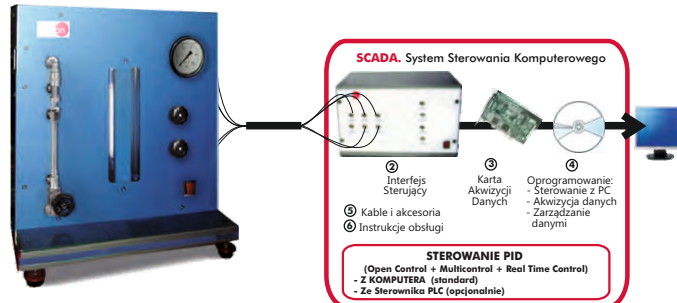 SCADA. System Sterowania Komputerowego
②
Interfejs
Sterujący
③
Karta
Akwizycji
Danych
④
Oprogramowanie:
- Sterowanie z PC
- Akwizycja danych
- Zarządzanie
danymi
⑤ Kable i akcesoria
⑥ Instrukcje obsługi
STEROWANIE PID
(Open Control + Multicontrol + Real Time Control)
- Z KOMPUTERA (standard)
- Ze Sterownika PLC (opcjonalnie)